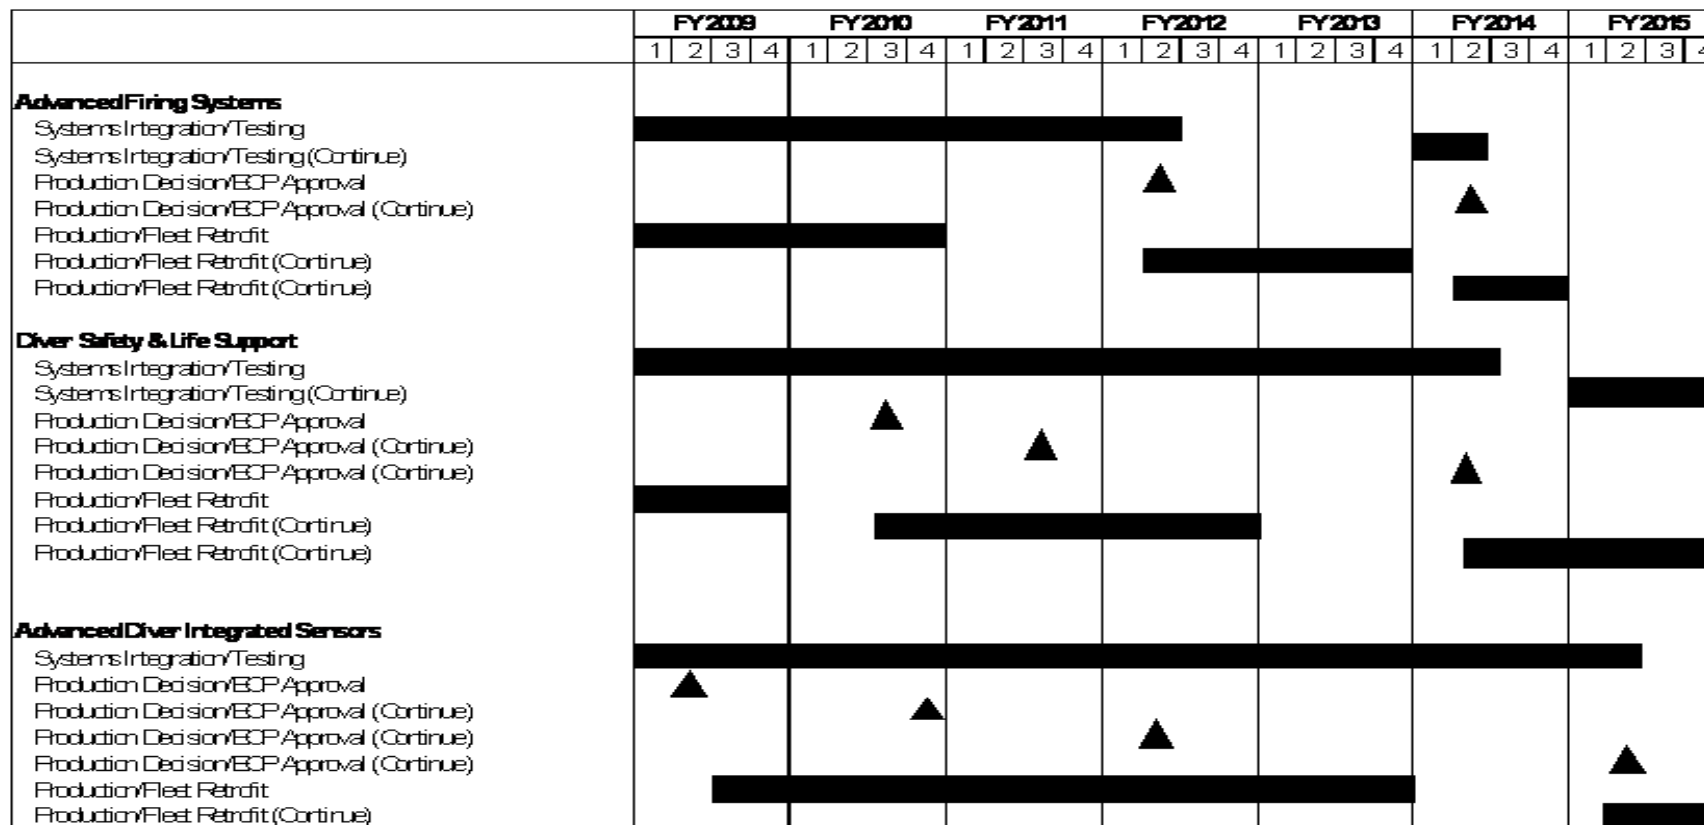 FY2009 FY2010 FY2011 FY2012 FY2013 FY2014 FY2015
1 2 3 4 1 2 3 4 1 2 3 4 1 2 3 4 1 2 3 4 1 2 3 4 1 2 3 4
Advanced Firing Systems
Systems Integration/Testing
Systems Integration/Testing (Continue)
Production Decision/ECP Approval
Production Decision/ECP Approval (Continue)
Production/Fleet Retrofit
Production/Fleet Retrofit (Continue)
Production/Fleet Retrofit (Continue)
Diver Safety & Life Support
Systems Integration/Testing
Systems Integration/Testing (Continue)
Production Decision/ECP Approval
Production Decision/ECP Approval (Continue)
Production Decision/ECP Approval (Continue)
Production/Fleet Retrofit
Production/Fleet Retrofit (Continue)
Production/Fleet Retrofit (Continue)
Advanced Diver Integrated Sensors
Systems Integration/Testing
Production Decision/ECP Approval
Production Decision/ECP Approval (Continue)
Production Decision/ECP Approval (Continue)
Production Decision/ECP Approval (Continue)
Production/Fleet Retrofit
Production/Fleet Retrofit (Continue)